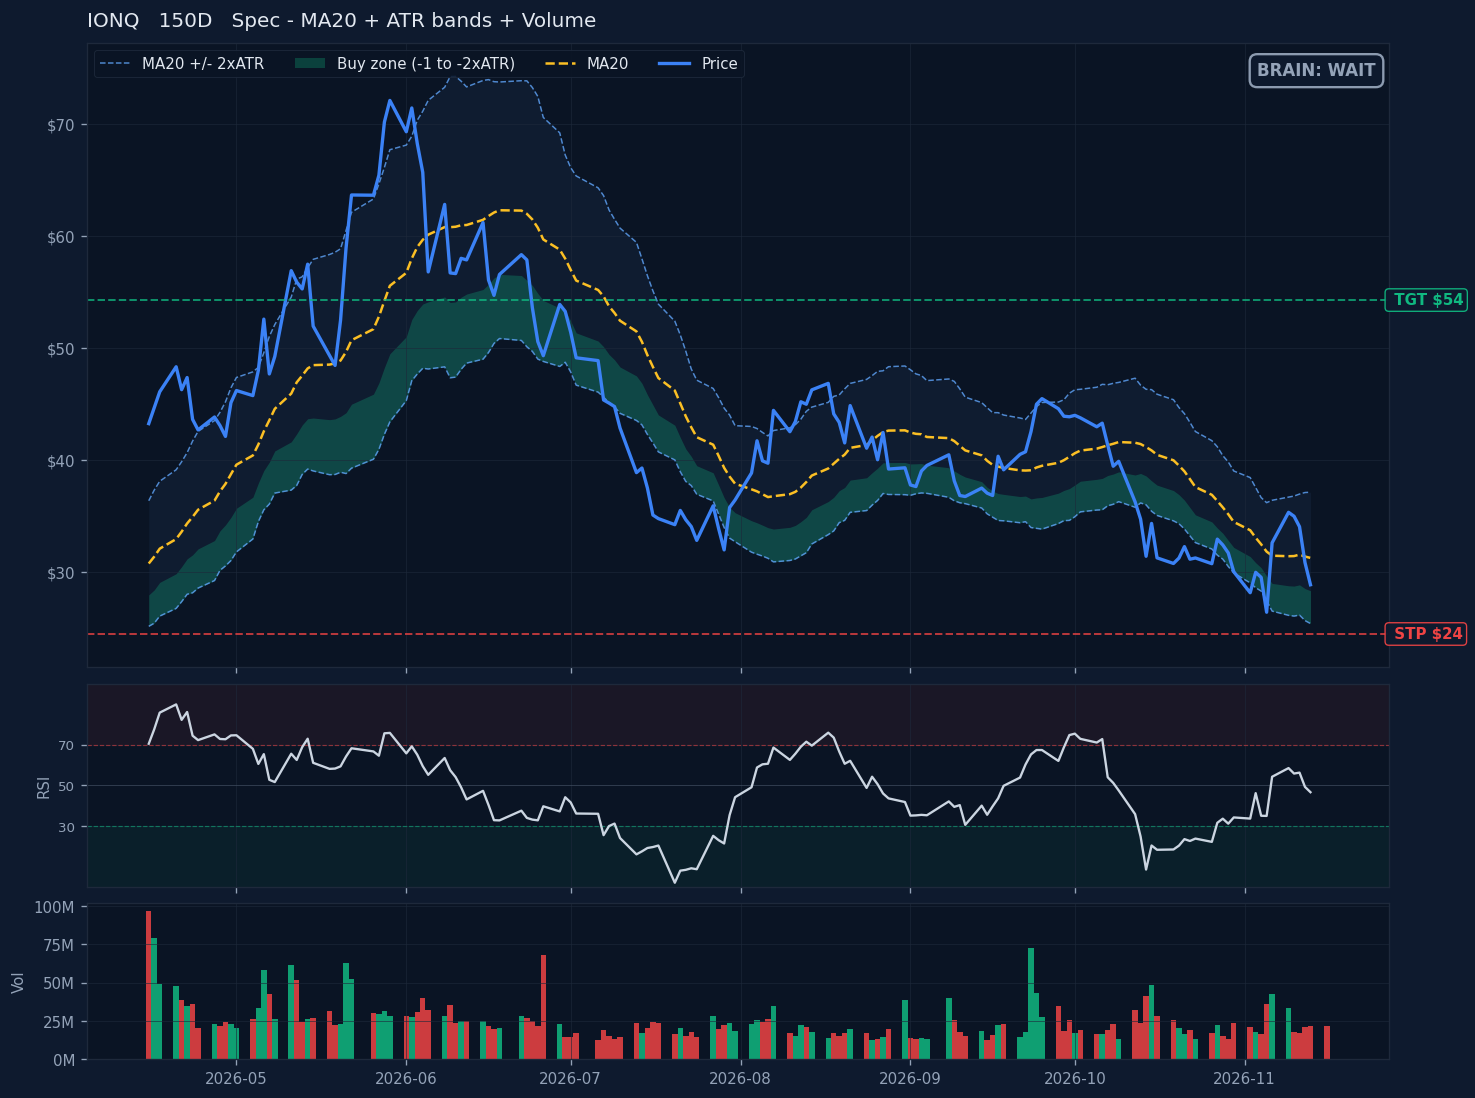 IONQ   150D   Spec - MA20 + ATR bands + Volume
MA20 +/- 2xATR   Buy zone (-1 to -2xATR)   MA20   Price
BRAIN: WAIT
$70
$60
$50
$40
$30
TGT $54
STP $24
RSI
70
50
30
Vol
100M
75M
50M
25M
0M
2026-05   2026-06   2026-07   2026-08   2026-09   2026-10   2026-11